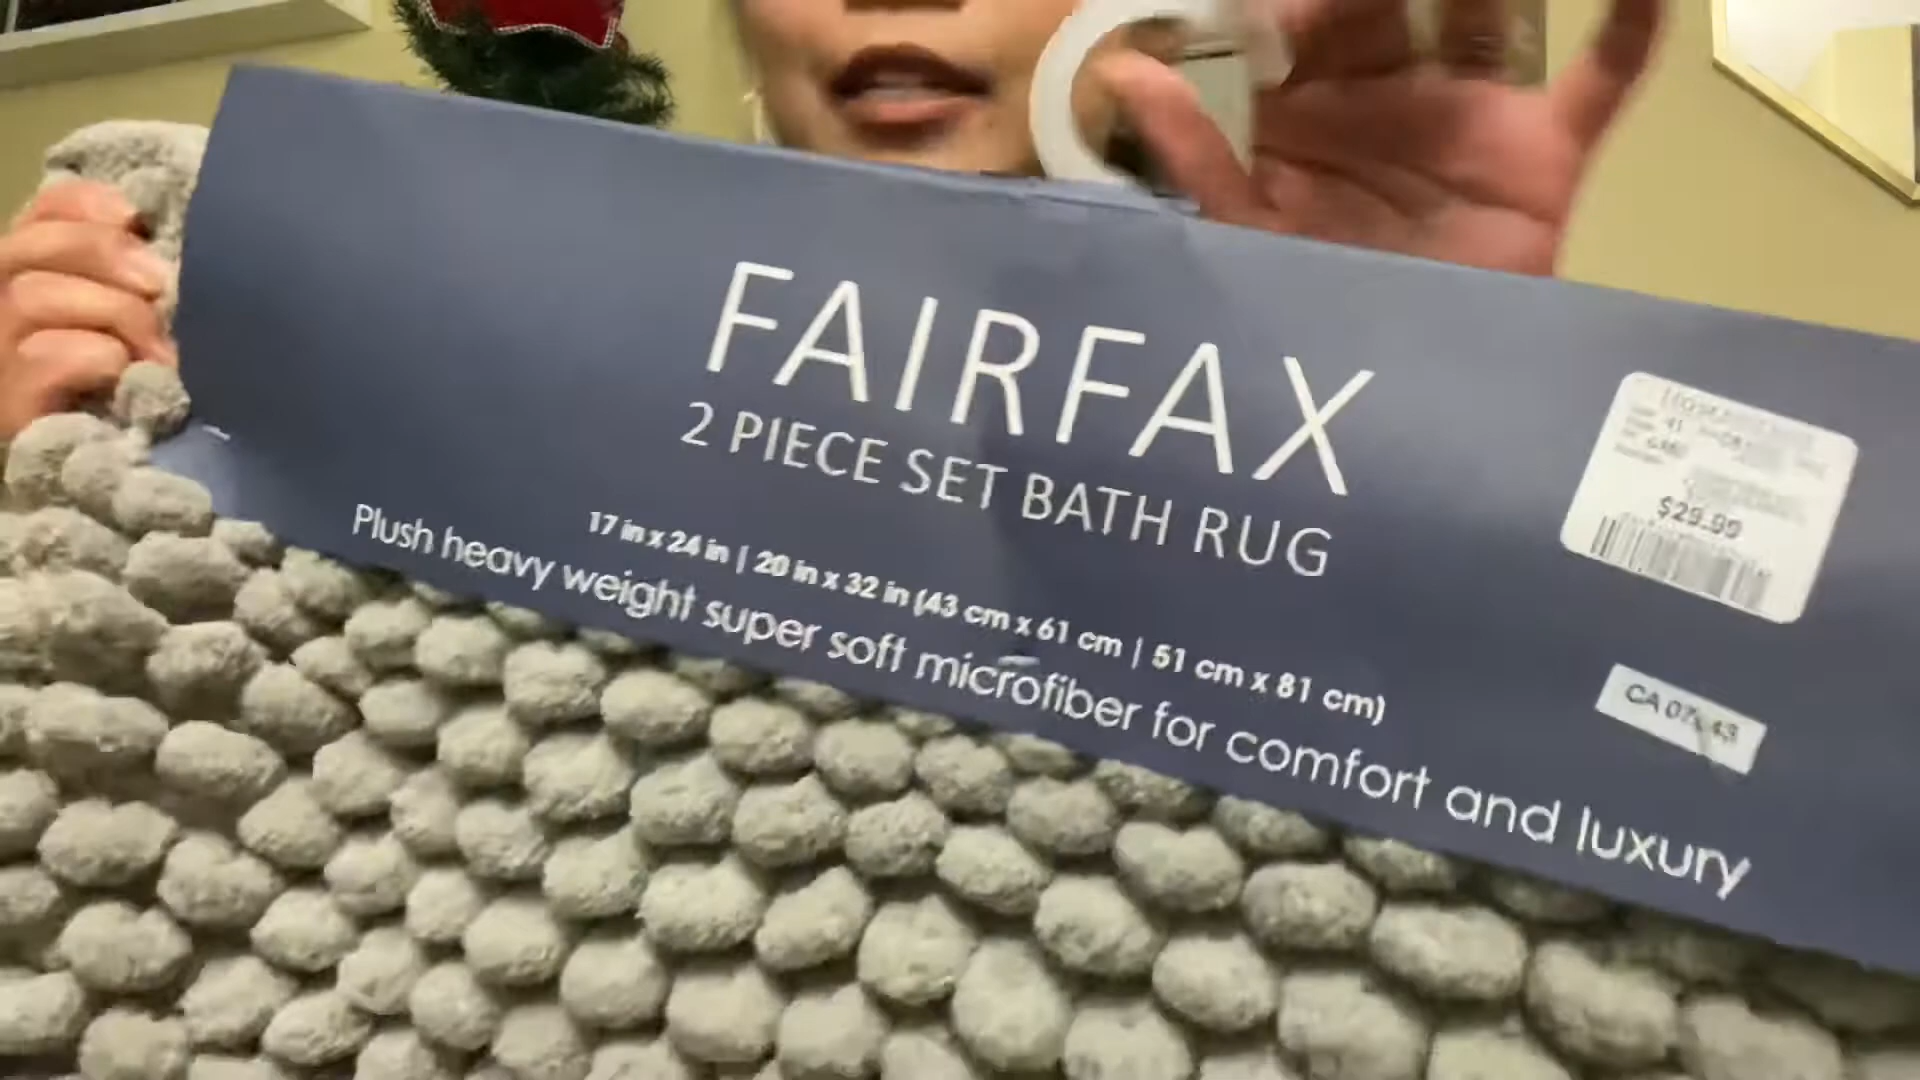 FAIRFAX
2 PIECE SET BATH RUG
17 in x 24 in | 20 in x 32 in (43 cm x 61 cm | 51 cm x 81 cm)
Plush heavy weight super soft microfiber for comfort and luxury
$29.99